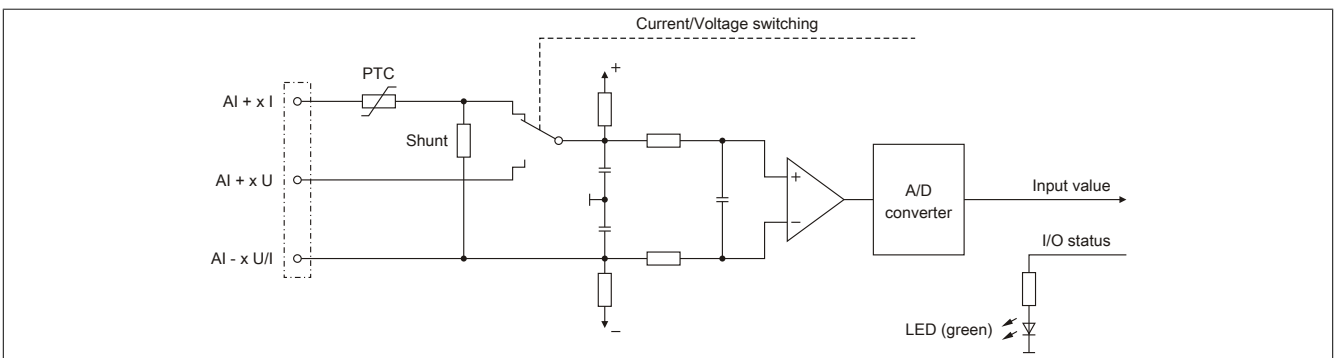 Current/Voltage switching
PTC
AI + x I
Shunt
AI + x U
AI - x U/I
+
+
−
−
A/D
converter
Input value
I/O status
LED (green)